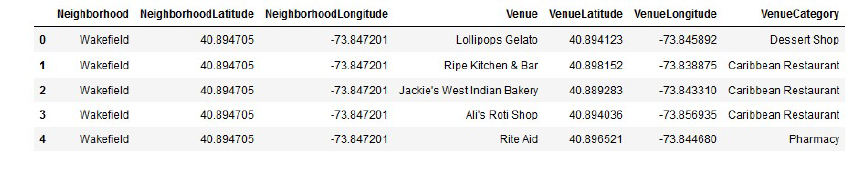 Neighborhood NeighborhoodLatitude NeighborhoodLongitude Venue VenueLatitude VenueLongitude VenueCategory
0 Wakefield 40.894705 -73.847201 Lollipops Gelato 40.894123 -73.845892 Dessert Shop
1 Wakefield 40.894705 -73.847201 Ripe Kitchen & Bar 40.898152 -73.838875 Caribbean Restaurant
2 Wakefield 40.894705 -73.847201 Jackie's West Indian Bakery 40.889283 -73.843310 Caribbean Restaurant
3 Wakefield 40.894705 -73.847201 Ali's Roti Shop 40.894036 -73.856935 Caribbean Restaurant
4 Wakefield 40.894705 -73.847201 Rite Aid 40.896521 -73.844680 Pharmacy